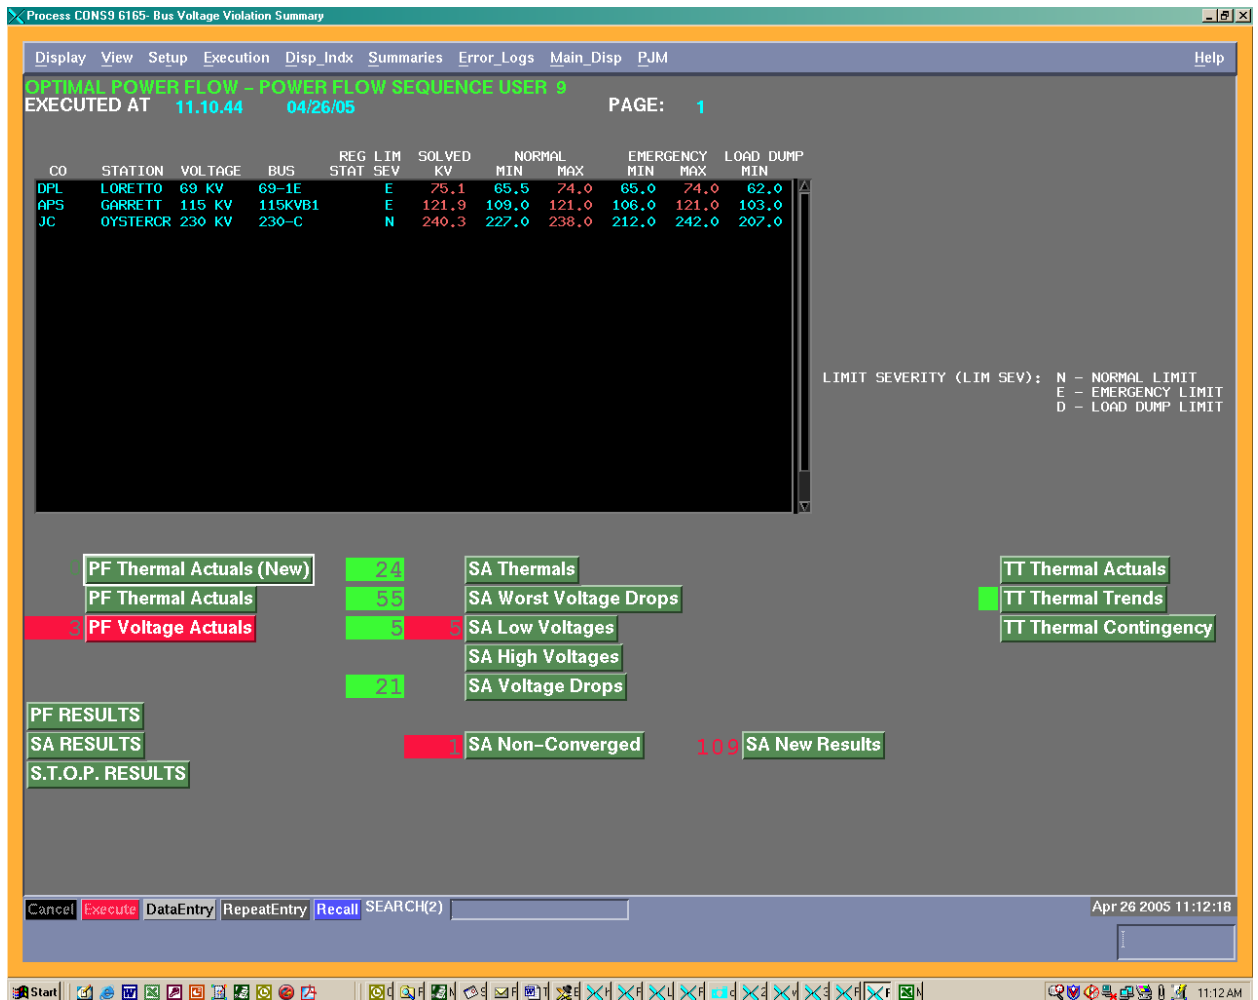 Process CONS9 6165- Bus Voltage Violation Summary
Display View Setup Execution Disp_Indx Summaries Error_Logs Main_Disp PJM Help
OPTIMAL POWER FLOW – POWER FLOW SEQUENCE USER 9
EXECUTED AT 11.10.44 04/26/05 PAGE: 1
REG LIM SOLVED NORMAL EMERGENCY LOAD DUMP
CO STATION VOLTAGE BUS STAT SEV KV MIN MAX MIN MAX MIN
DPL LORETTO 69 KV 69-1E E 75.1 65.5 74.0 65.0 74.0 62.0
APS GARRETT 115 KV 115KVB1 E 121.9 109.0 121.0 106.0 121.0 103.0
JC OYSTERCR 230 KV 230-C N 240.3 227.0 238.0 212.0 242.0 207.0
LIMIT SEVERITY (LIM SEV): N – NORMAL LIMIT
E – EMERGENCY LIMIT
D – LOAD DUMP LIMIT
PF Thermal Actuals (New) 24 SA Thermals TT Thermal Actuals
PF Thermal Actuals 55 SA Worst Voltage Drops TT Thermal Trends
3 PF Voltage Actuals 5 5 SA Low Voltages TT Thermal Contingency
SA High Voltages
21 SA Voltage Drops
PF RESULTS
SA RESULTS 1 SA Non–Converged 109 SA New Results
S.T.O.P. RESULTS
Cancel Execute DataEntry RepeatEntry Recall SEARCH(2) Apr 26 2005 11:12:18
Start 11:12 AM